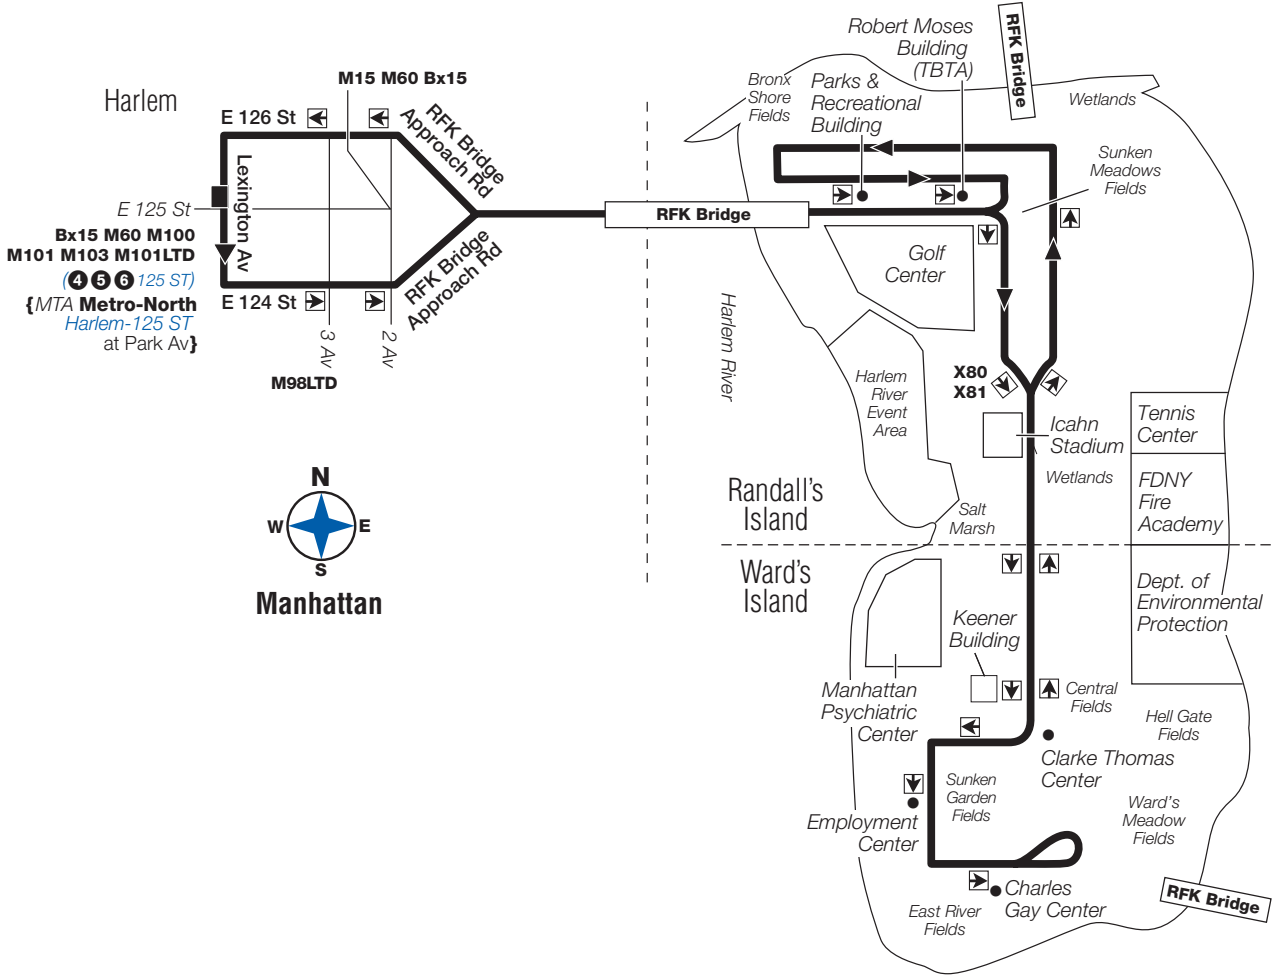 Harlem
M15 M60 Bx15
E 126 St
RFK Bridge
Approach Rd
Lexington Av
E 125 St
Bx15 M60 M100
M101 M103 M101LTD
(4 5 6 125 ST)
{MTA Metro-North
Harlem-125 ST
at Park Av}
E 124 St
RFK Bridge
Approach Rd
3 Av
2 Av
M98LTD
N
W
E
S
Manhattan
RFK Bridge
Harlem River
Robert Moses
Building
(TBTA)
RFK Bridge
Bronx
Shore
Fields
Parks &
Recreational
Building
Wetlands
Sunken
Meadows
Fields
Golf
Center
Harlem
River
Event
Area
X80
X81
Icahn
Stadium
Tennis
Center
Wetlands
FDNY
Fire
Academy
Randall's
Island
Salt
Marsh
Ward's
Island
Dept. of
Environmental
Protection
Keener
Building
Manhattan
Psychiatric
Center
Central
Fields
Hell Gate
Fields
Clarke Thomas
Center
Sunken
Garden
Fields
Employment
Center
Ward's
Meadow
Fields
Charles
Gay Center
East River
Fields
RFK Bridge